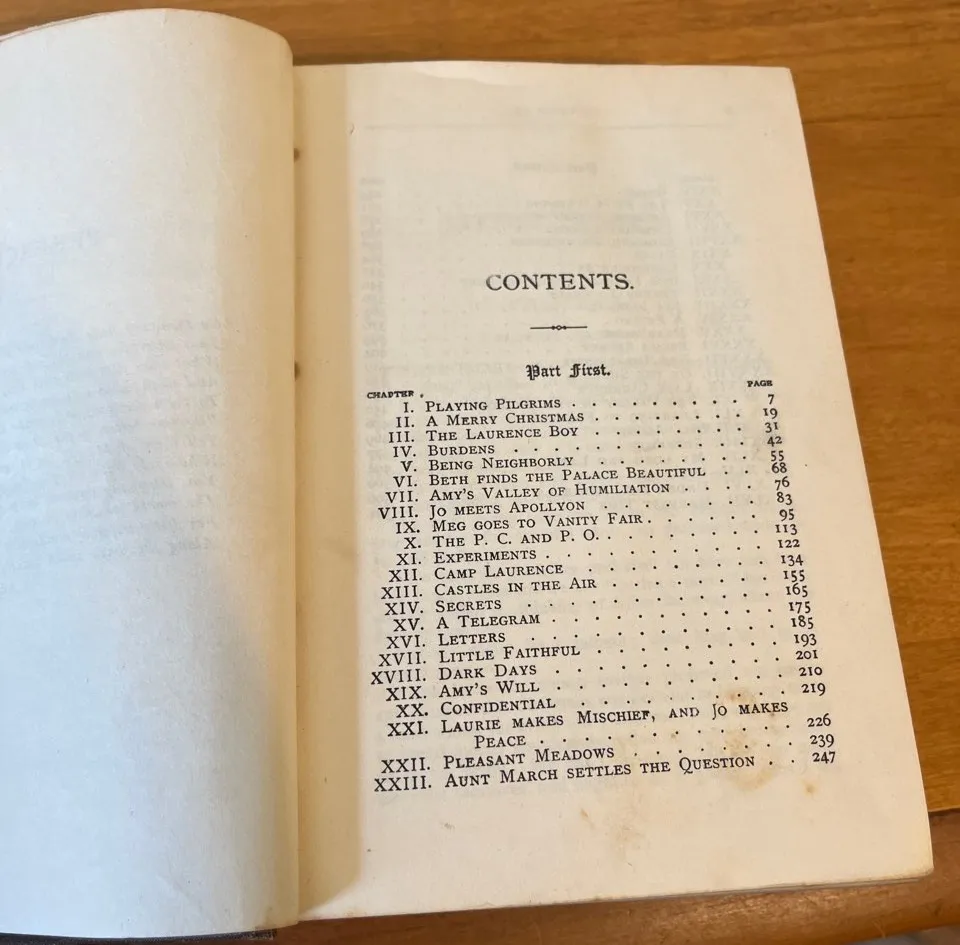 CONTENTS.
Part First.
CHAPTER. PAGE
I. PLAYING PILGRIMS . . . . . . . . . 7
II. A MERRY CHRISTMAS . . . . . . . . 19
III. THE LAURENCE BOY . . . . . . . . 31
IV. BURDENS . . . . . . . . . . . 42
V. BEING NEIGHBORLY . . . . . . . . 55
VI. BETH FINDS THE PALACE BEAUTIFUL . . 68
VII. AMY'S VALLEY OF HUMILIATION . . . . 76
VIII. JO MEETS APOLLYON . . . . . . . 83
IX. MEG GOES TO VANITY FAIR . . . . . . 95
X. THE P. C. AND P. O. . . . . . . . . 113
XI. EXPERIMENTS . . . . . . . . . . 122
XII. CAMP LAURENCE . . . . . . . . . 134
XIII. CASTLES IN THE AIR . . . . . . . . 155
XIV. SECRETS . . . . . . . . . . . 165
XV. A TELEGRAM . . . . . . . . . . 175
XVI. LETTERS . . . . . . . . . . . 185
XVII. LITTLE FAITHFUL . . . . . . . . . 193
XVIII. DARK DAYS . . . . . . . . . . 201
XIX. AMY'S WILL . . . . . . . . . . 210
XX. CONFIDENTIAL . . . . . . . . . . 219
XXI. LAURIE MAKES MISCHIEF, AND JO MAKES
PEACE . . . . . . . . . . . 226
XXII. PLEASANT MEADOWS . . . . . . . . 239
XXIII. AUNT MARCH SETTLES THE QUESTION . . 247